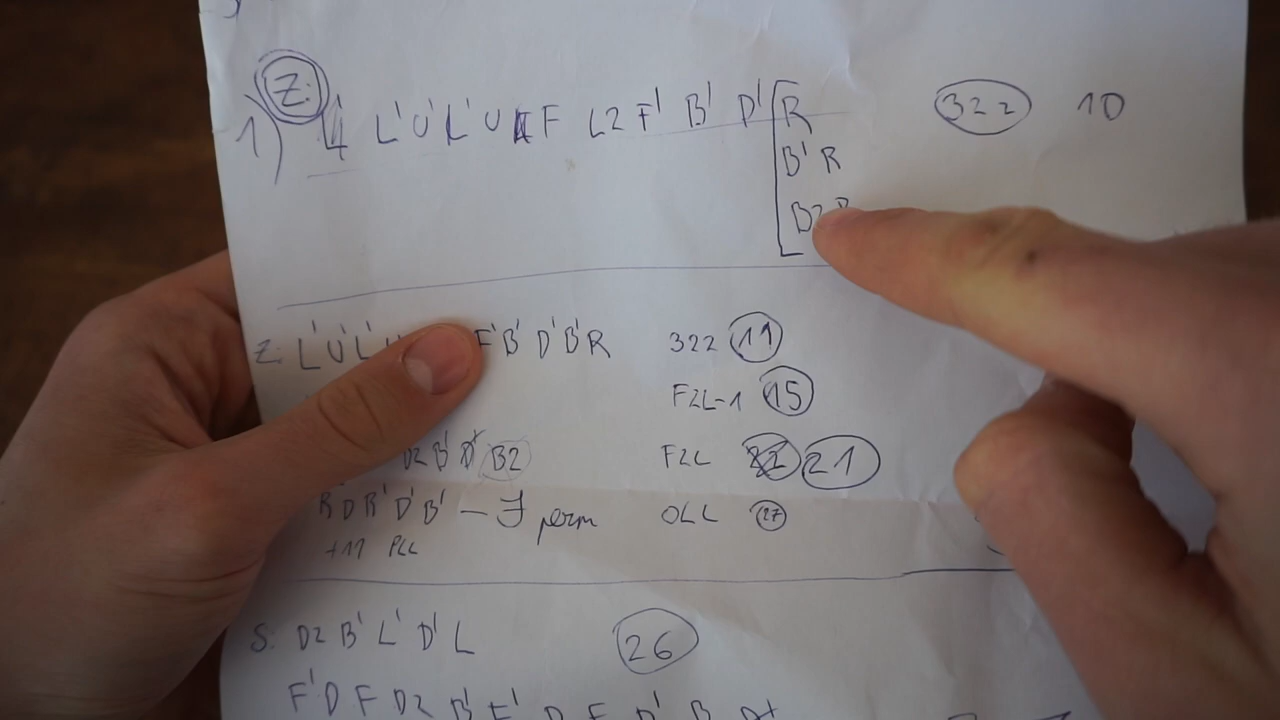 Z:
1) L' U' L' U F L2 F' B' D' R 322 10
B' R
B2 R
Z: L' U' L' F' B' D' B' R 322 11
F2L-1 15
D2 B' B2 F2L 21
R D R' D' B' — J perm OLL 27
+11 PLL
S: D2 B' L' D' L 26
F' D F D2 B' F' D F D' B